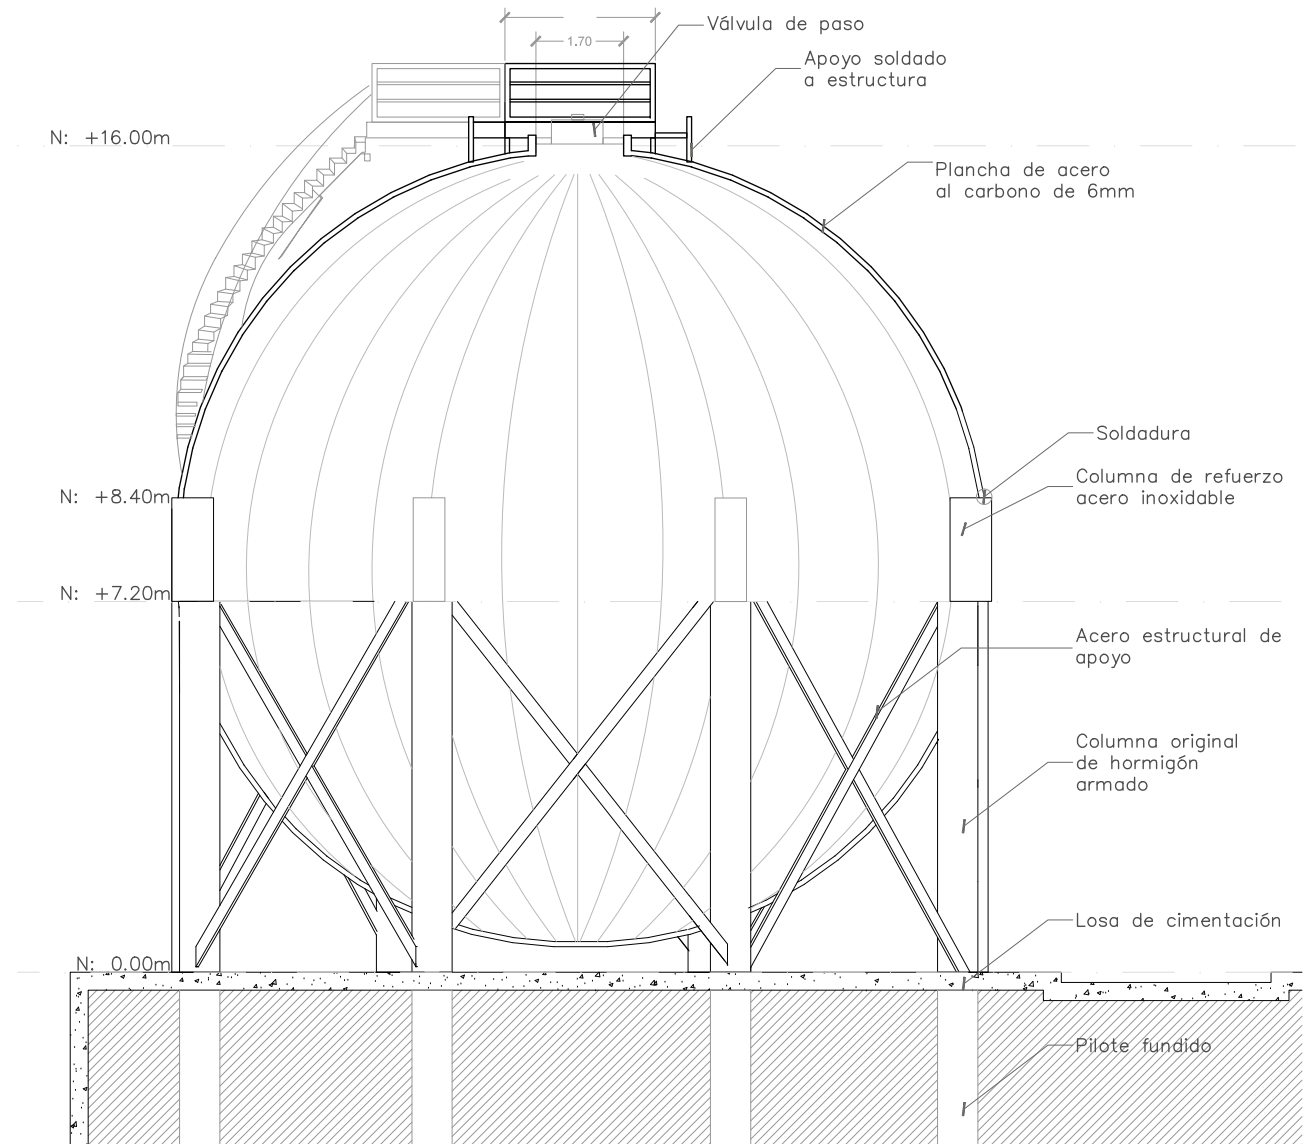 Válvula de paso
1.70
Apoyo soldado
a estructura
N: +16.00m
Plancha de acero
al carbono de 6mm
Soldadura
N: +8.40m
Columna de refuerzo
acero inoxidable
N: +7.20m
Acero estructural de
apoyo
Columna original
de hormigón
armado
Losa de cimentación
N: 0.00m
Pilote fundido